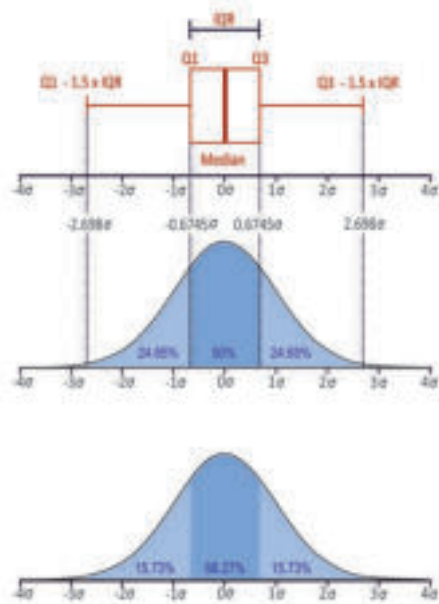 IQR
Q1 Q3
Q1 - 1.5 x IQR Q3 - 1.5 x IQR
Median
-4σ -3σ -2σ -1σ 0σ 1σ 2σ 3σ 4σ
-2.698σ -0.6745σ 0.6745σ 2.698σ
24.65% 50% 24.65%
-4σ -3σ -2σ -1σ 0σ 1σ 2σ 3σ 4σ
15.73% 68.27% 15.73%
-4σ -3σ -2σ -1σ 0σ 1σ 2σ 3σ 4σ